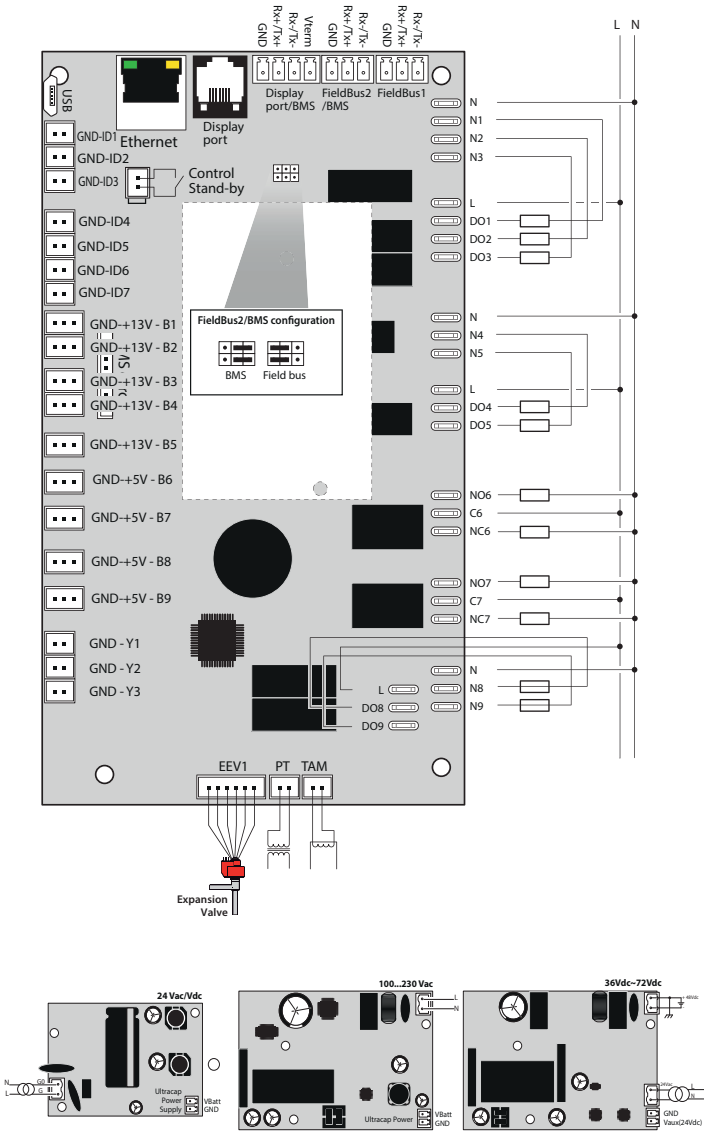 GND
Rx+/Tx+
Rx-/Tx-
Vterm
GND
Rx+/Tx+
Rx-/Tx-
GND
Rx+/Tx+
Rx-/Tx-
L N
USB
Ethernet
Display
port
Display
port/BMS
FieldBus2
/BMS
FieldBus1
GND-ID1
GND-ID2
GND-ID3
Control
Stand-by
GND-ID4
GND-ID5
GND-ID6
GND-ID7
GND-+13V - B1
GND-+13V - B2
GND-+13V - B3
GND-+13V - B4
GND-+13V - B5
GND-+5V - B6
GND-+5V - B7
GND-+5V - B8
GND-+5V - B9
GND - Y1
GND - Y2
GND - Y3
FieldBus2/BMS configuration
BMS Field bus
N
N1
N2
N3
L
DO1
DO2
DO3
N
N4
N5
L
DO4
DO5
NO6
C6
NC6
NO7
C7
NC7
N
N8
N9
L
DO8
DO9
EEV1 PT TAM
Expansion
Valve
24 Vac/Vdc
N
L
G0
G
Ultracap
Power
Supply
VBatt
GND
100...230 Vac
L
N
Ultracap Power
VBatt
GND
36Vdc~72Vdc
48Vdc
24Vac
L
N
GND
Vaux(24Vdc)